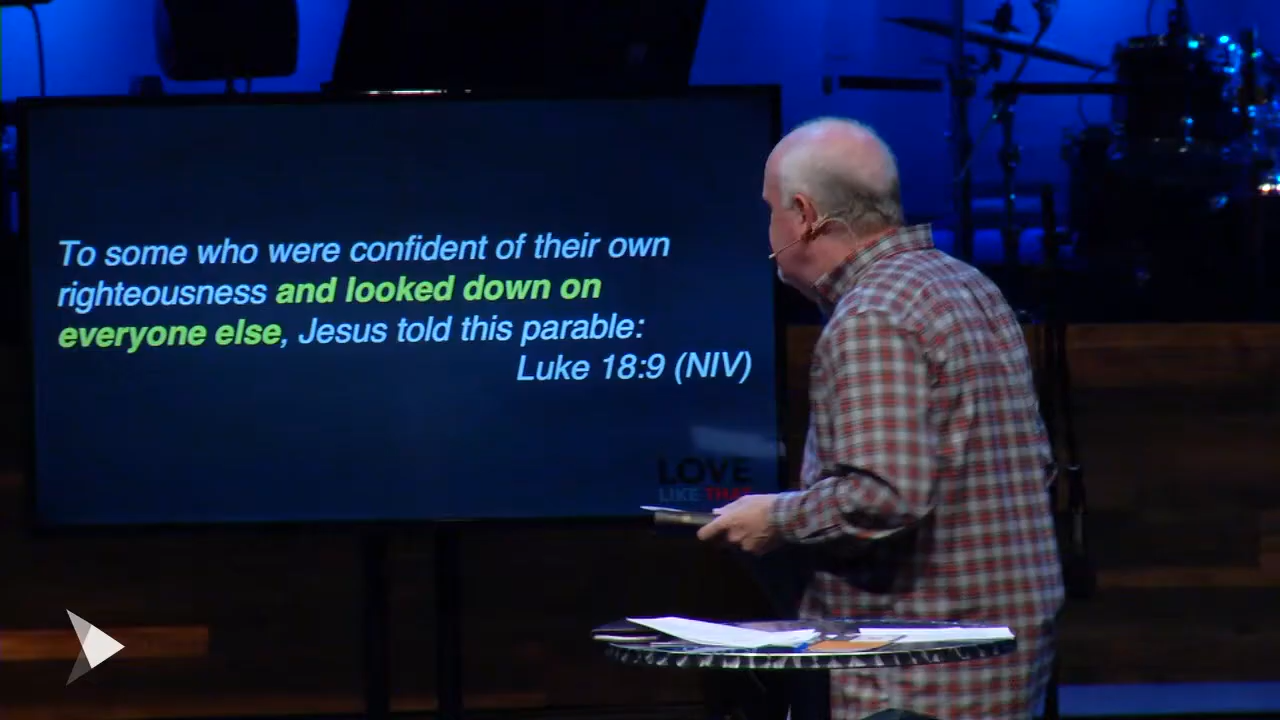 To some who were confident of their own
righteousness and looked down on
everyone else, Jesus told this parable:
Luke 18:9 (NIV)
LOVE
LIKE THAT